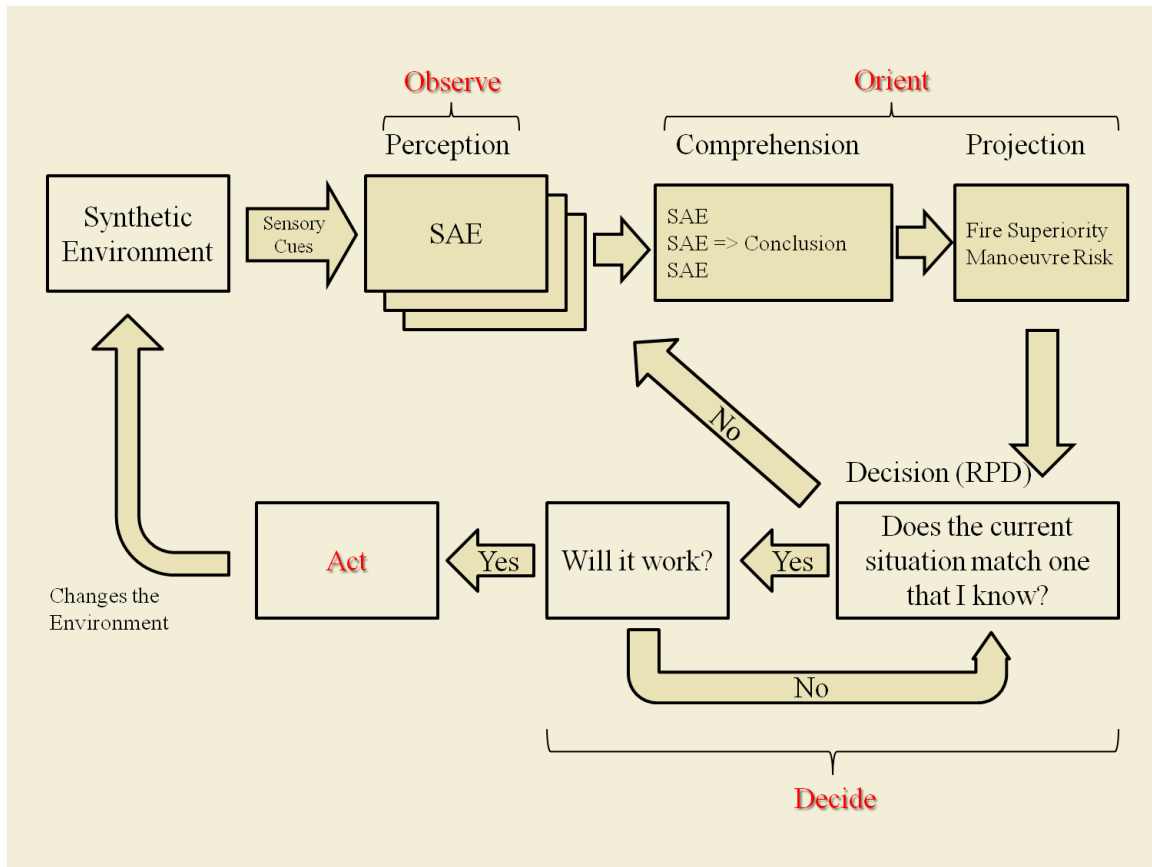 Observe
Orient
Perception
Comprehension
Projection
Synthetic
Environment
Sensory
Cues
SAE
SAE
SAE => Conclusion
SAE
Fire Superiority
Manoeuvre Risk
No
Decision (RPD)
Does the current
situation match one
that I know?
Yes
Will it work?
Yes
Act
Changes the
Environment
No
Decide